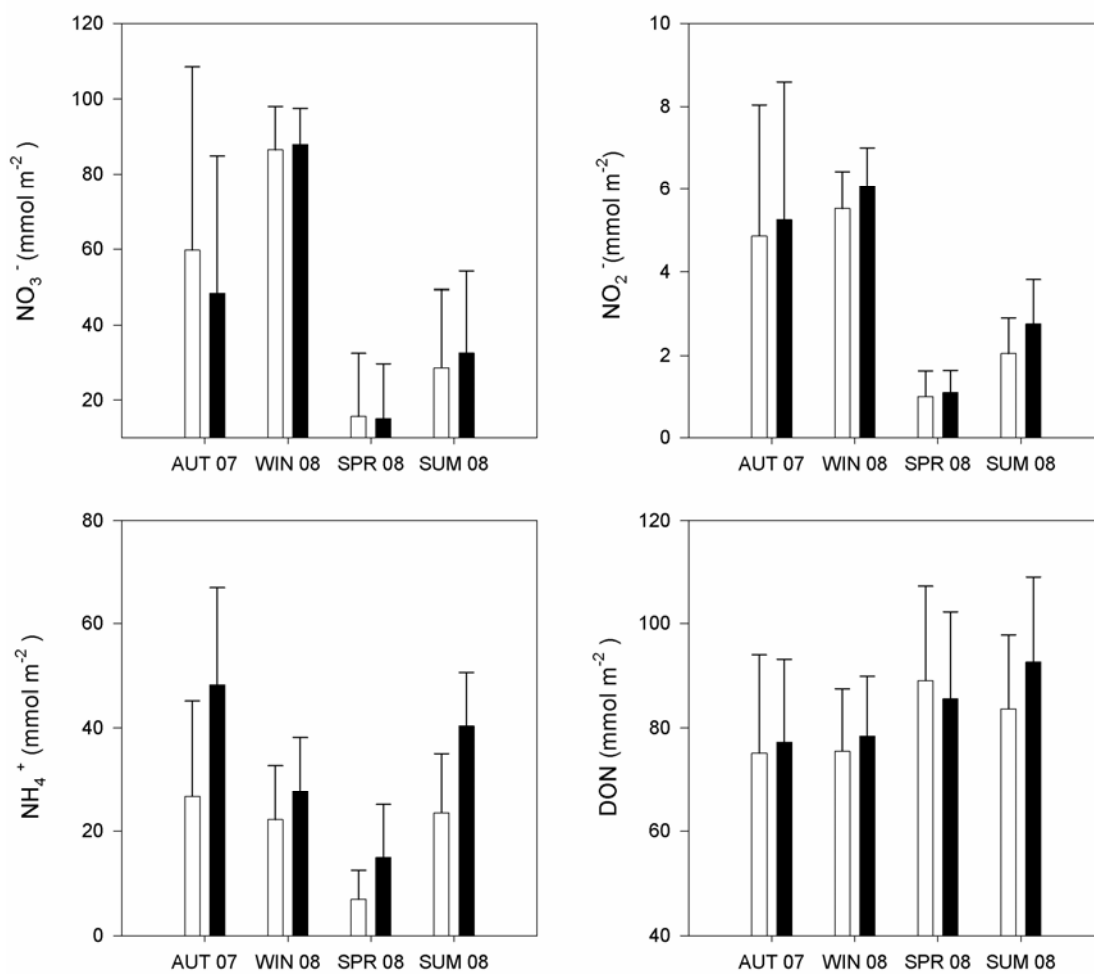 120
100
80
60
40
20
NO3 - (mmol m-2)
AUT 07 WIN 08 SPR 08 SUM 08
10
8
6
4
2
0
NO2 -(mmol m-2)
AUT 07 WIN 08 SPR 08 SUM 08
80
60
40
20
0
NH4 + (mmol m-2 )
AUT 07 WIN 08 SPR 08 SUM 08
120
100
80
60
40
DON (mmol m-2 )
AUT 07 WIN 08 SPR 08 SUM 08